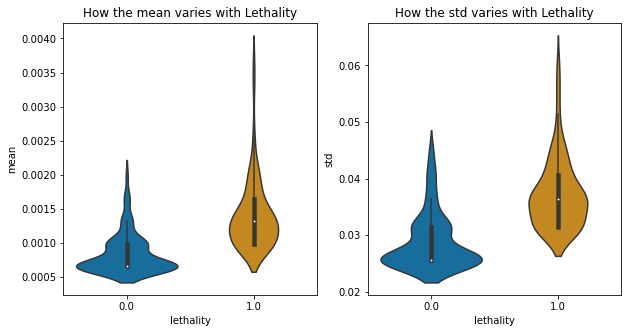 How the mean varies with Lethality
0.0040
0.0035
0.0030
0.0025
0.0020
0.0015
0.0010
0.0005
mean
0.0
1.0
lethality
How the std varies with Lethality
0.06
0.05
0.04
0.03
0.02
std
0.0
1.0
lethality